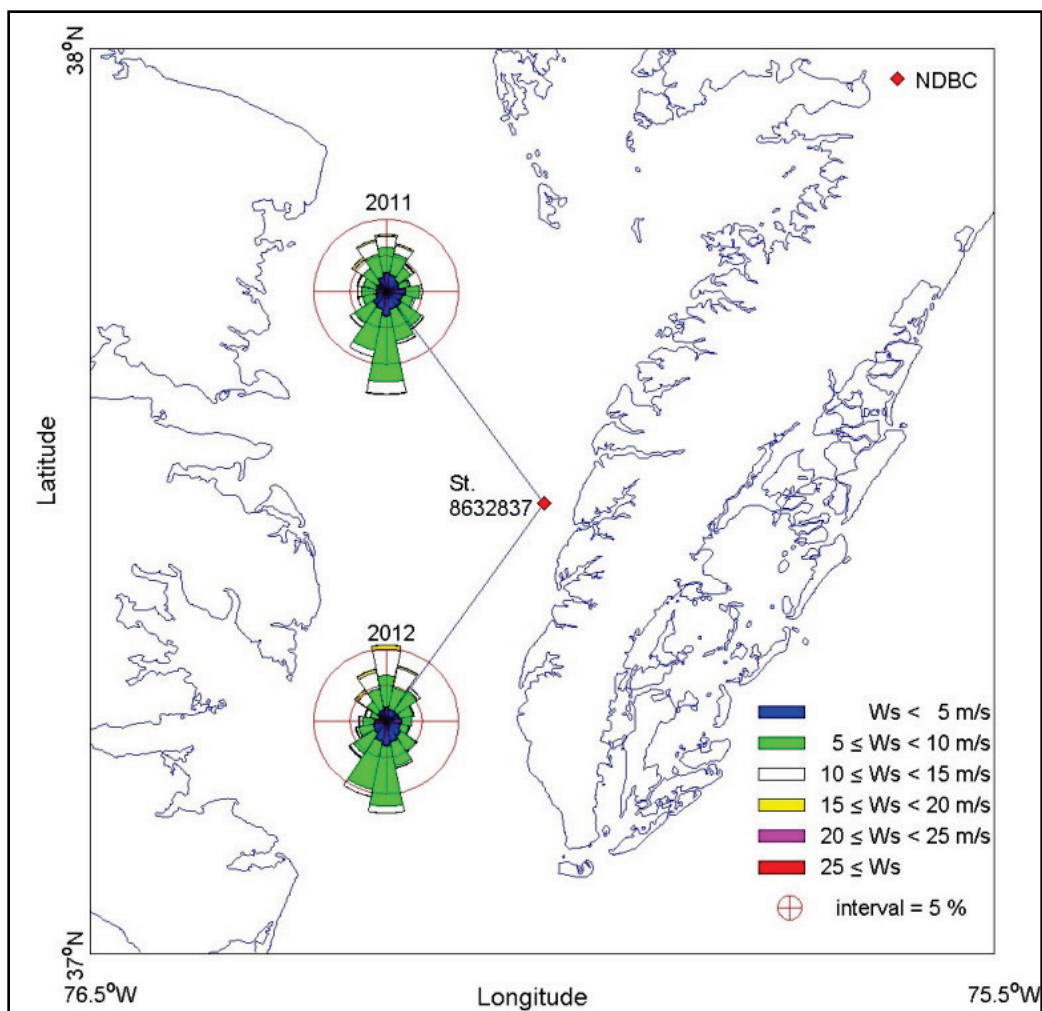 38°N
NDBC
2011
Latitude
St.
8632837
2012
Ws < 5 m/s
5 ≤ Ws < 10 m/s
10 ≤ Ws < 15 m/s
15 ≤ Ws < 20 m/s
20 ≤ Ws < 25 m/s
25 ≤ Ws
interval = 5 %
37°N
76.5°W
Longitude
75.5°W